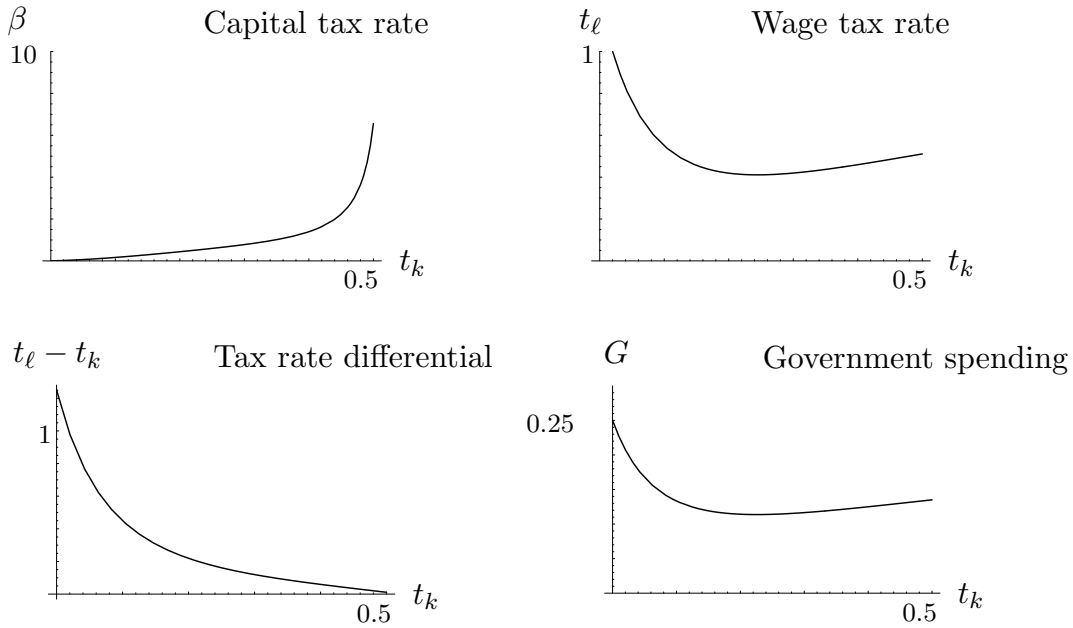 β Capital tax rate
10
0.5
t_k
t_ℓ Wage tax rate
1
0.5
t_k
t_ℓ − t_k Tax rate differential
1
0.5
t_k
G Government spending
0.25
0.5
t_k